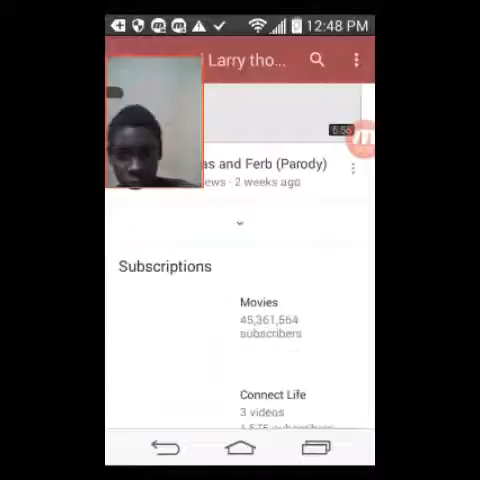 12:48 PM
Larry tho...
5:56
as and Ferb (Parody)
ews · 2 weeks ago
Subscriptions
Movies
45,361,564
subscribers
Connect Life
3 videos
subscribers